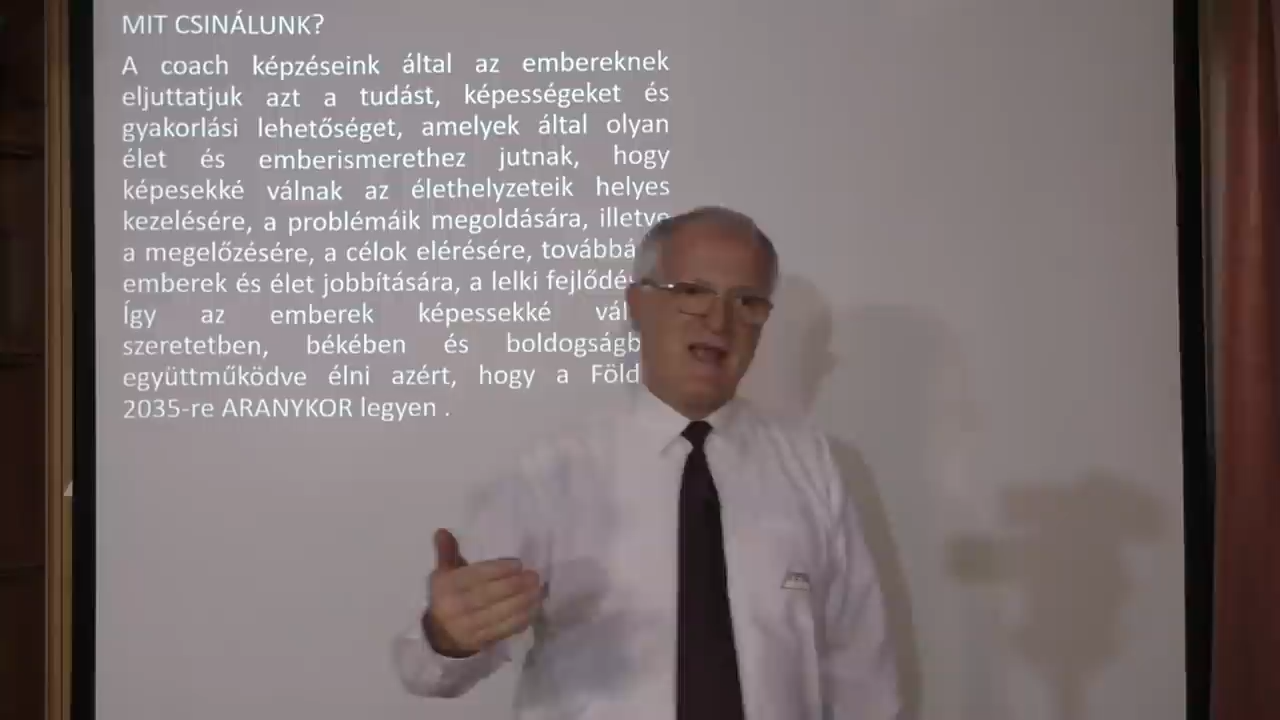 MIT CSINÁLUNK?
A coach képzéseink által az embereknek
eljuttatjuk azt a tudást, képességeket és
gyakorlási lehetőséget, amelyek által olyan
élet és emberismerethez jutnak, hogy
képesekké válnak az élethelyzeteik helyes
kezelésére, a problémáik megoldására, illetve
a megelőzésére, a célok elérésére, továbbá
emberek és élet jobbítására, a lelki
Így az emberek képessekké
szeretetben, békében és
együttműködve élni azért, hogy a Föld
2035-re ARANYKOR legyen .